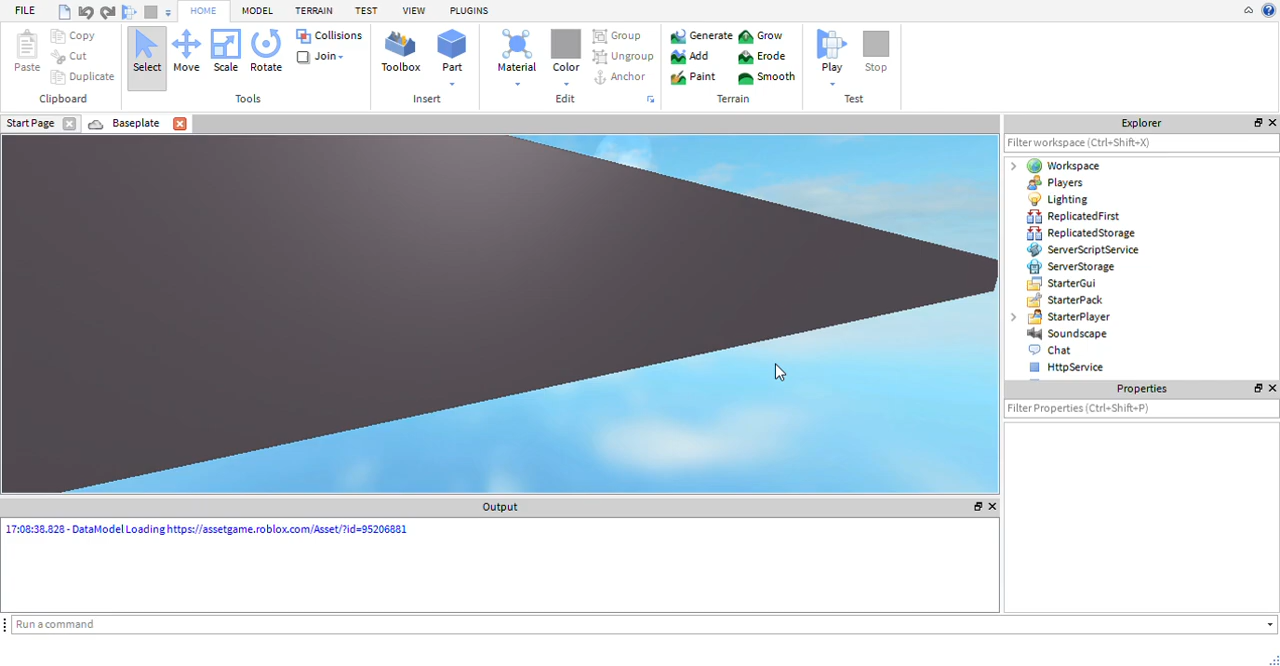 FILE HOME MODEL TERRAIN TEST VIEW PLUGINS
Paste
Copy
Cut
Duplicate
Clipboard
Select
Move
Scale
Rotate
Collisions
Join
Tools
Toolbox
Part
Insert
Material
Color
Group
Ungroup
Anchor
Edit
Generate
Grow
Add
Erode
Paint
Smooth
Terrain
Play
Stop
Test
Start Page
Baseplate
Explorer
Filter workspace (Ctrl+Shift+X)
Workspace
Players
Lighting
ReplicatedFirst
ReplicatedStorage
ServerScriptService
ServerStorage
StarterGui
StarterPack
StarterPlayer
Soundscape
Chat
HttpService
Properties
Filter Properties (Ctrl+Shift+P)
Output
17:08:38.828 - DataModel Loading https://assetgame.roblox.com/Asset/?id=95206881
Run a command